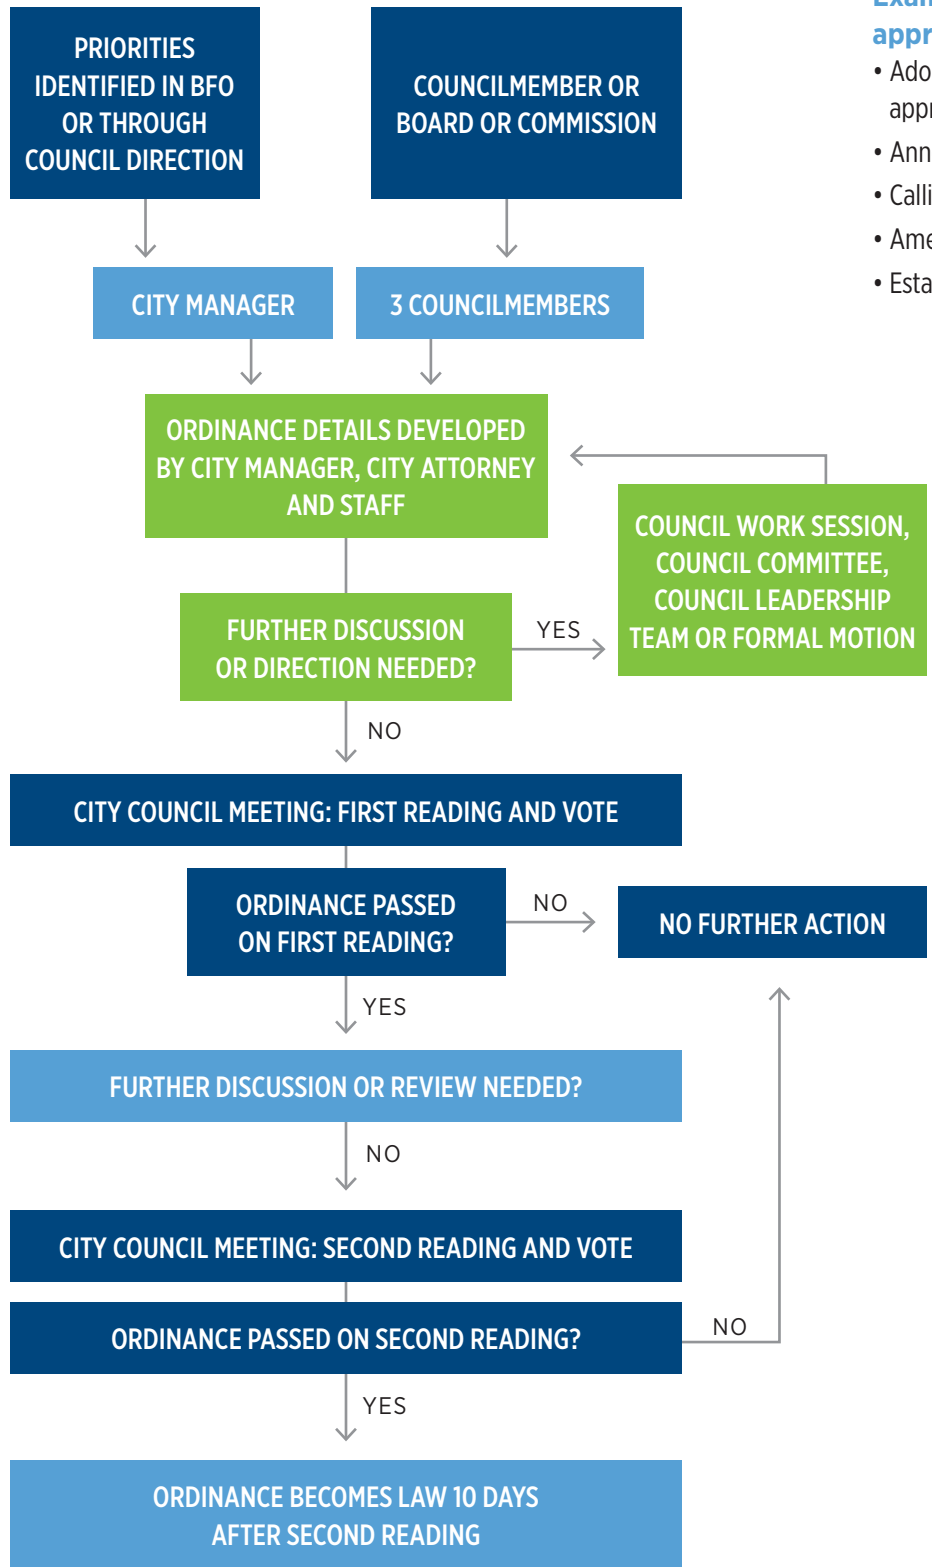 PRIORITIES
IDENTIFIED IN BFO
OR THROUGH
COUNCIL DIRECTION
COUNCILMEMBER OR
BOARD OR COMMISSION
CITY MANAGER
3 COUNCILMEMBERS
ORDINANCE DETAILS DEVELOPED
BY CITY MANAGER, CITY ATTORNEY
AND STAFF
COUNCIL WORK SESSION,
COUNCIL COMMITTEE,
COUNCIL LEADERSHIP
TEAM OR FORMAL MOTION
FURTHER DISCUSSION
OR DIRECTION NEEDED?
YES
NO
CITY COUNCIL MEETING: FIRST READING AND VOTE
ORDINANCE PASSED
ON FIRST READING?
NO
NO FURTHER ACTION
YES
FURTHER DISCUSSION OR REVIEW NEEDED?
NO
CITY COUNCIL MEETING: SECOND READING AND VOTE
ORDINANCE PASSED ON SECOND READING?
NO
YES
ORDINANCE BECOMES LAW 10 DAYS
AFTER SECOND READING